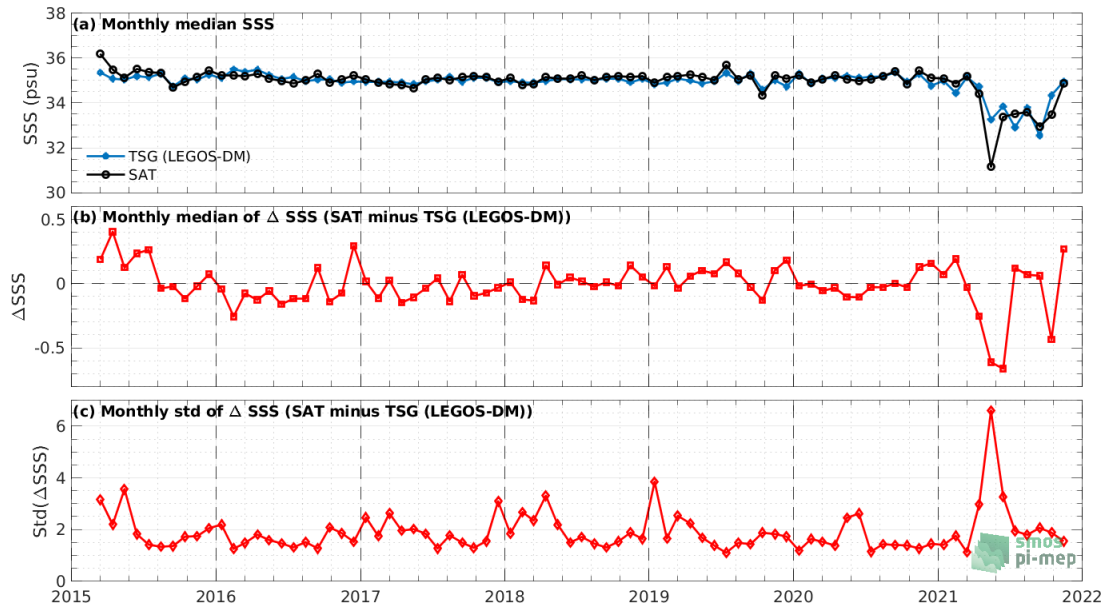 (a) Monthly median SSS
38
36
34
32
30
SSS (psu)
TSG (LEGOS-DM)
SAT
(b) Monthly median of Δ SSS (SAT minus TSG (LEGOS-DM))
0.5
0
-0.5
ΔSSS
(c) Monthly std of Δ SSS (SAT minus TSG (LEGOS-DM))
6
4
2
0
Std(ΔSSS)
smos
pi-mep
2015 2016 2017 2018 2019 2020 2021 2022